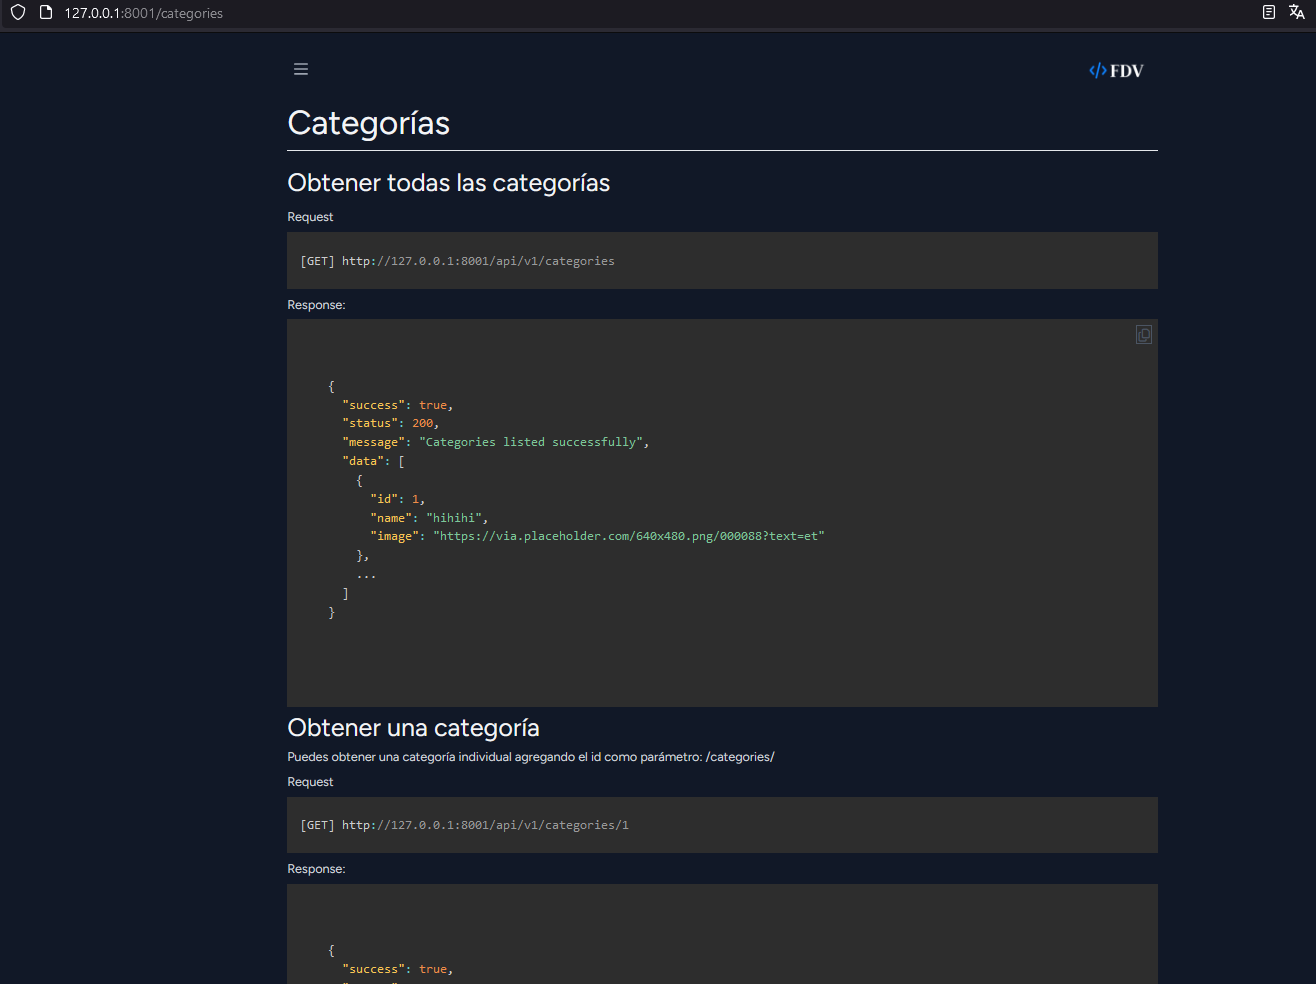 127.0.0.1:8001/categories
</> FDV
Categorías
Obtener todas las categorías
Request
[GET] http://127.0.0.1:8001/api/v1/categories
Response:
{
"success": true,
"status": 200,
"message": "Categories listed successfully",
"data": [
{
"id": 1,
"name": "hihihi",
"image": "https://via.placeholder.com/640x480.png/000088?text=et"
},
...
]
}
Obtener una categoría
Puedes obtener una categoría individual agregando el id como parámetro: /categories/
Request
[GET] http://127.0.0.1:8001/api/v1/categories/1
Response:
{
"success": true,